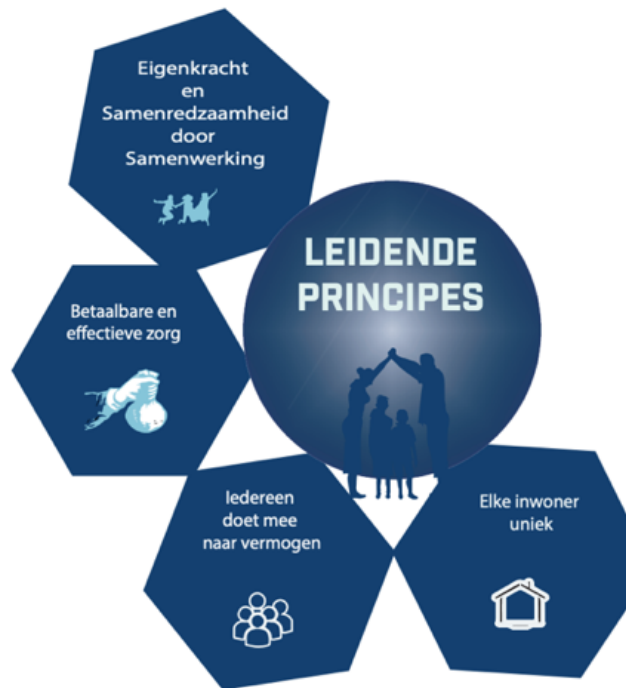 Eigenkracht
en
Samenredzaamheid
door
Samenwerking
LEIDENDE
PRINCIPES
Betaalbare en
effectieve zorg
Iedereen
doet mee
naar vermogen
Elke inwoner
uniek